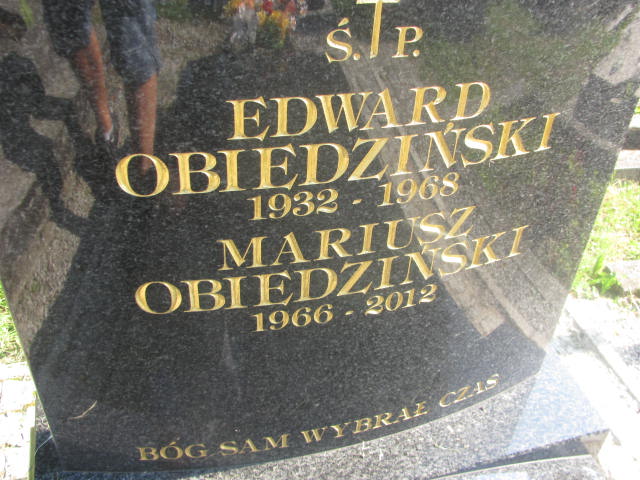 Ś. P.
EDWARD
OBIEDZIŃSKI
1932 - 1968
MARIUSZ
OBIEDZIŃSKI
1966 - 2012
BÓG SAM WYBRAŁ CZAS